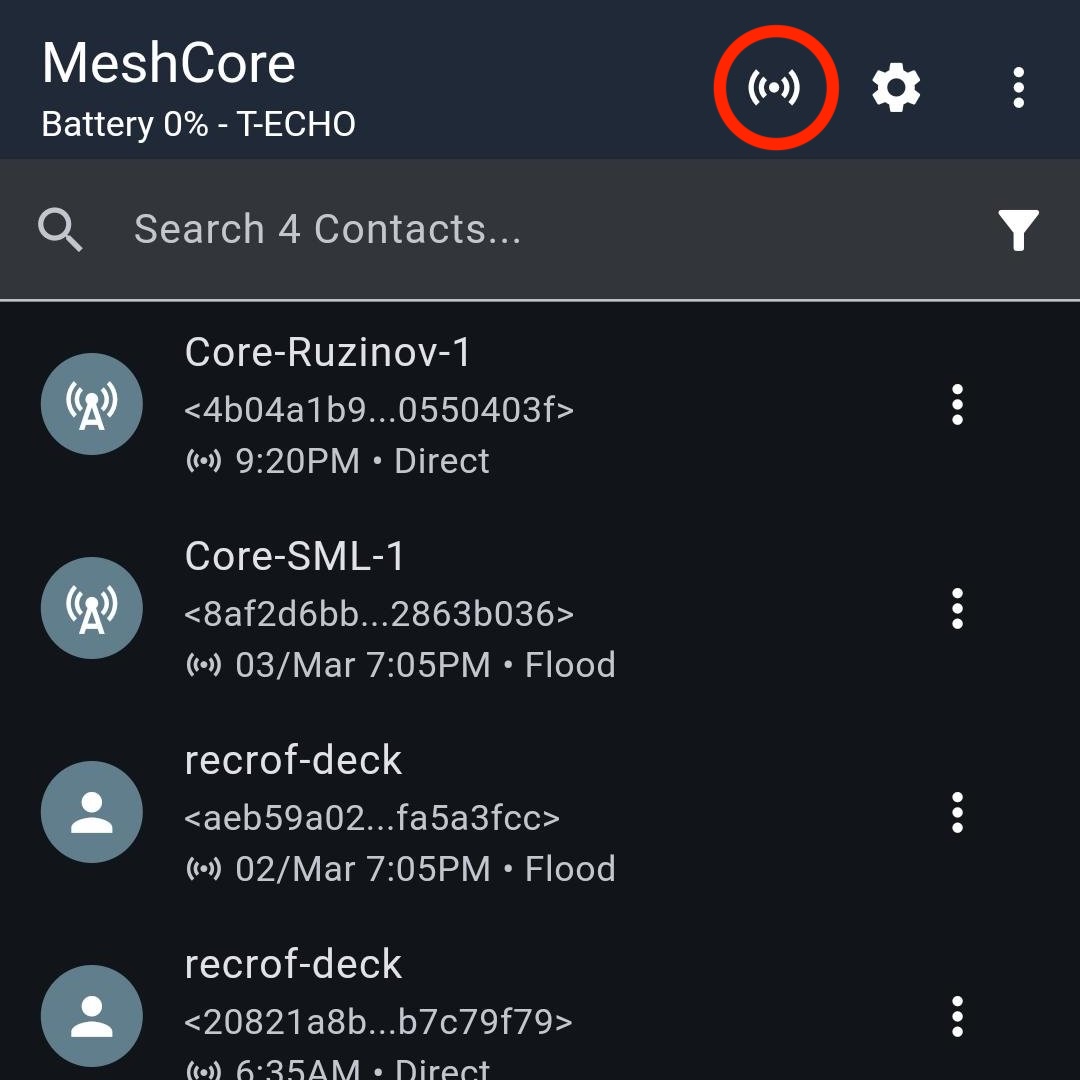 MeshCore
Battery 0% - T-ECHO
Search 4 Contacts...
Core-Ruzinov-1
<4b04a1b9...0550403f>
9:20PM • Direct
Core-SML-1
<8af2d6bb...2863b036>
03/Mar 7:05PM • Flood
recrof-deck
<aeb59a02...fa5a3fcc>
02/Mar 7:05PM • Flood
recrof-deck
<20821a8b...b7c79f79>
6:35AM • Direct